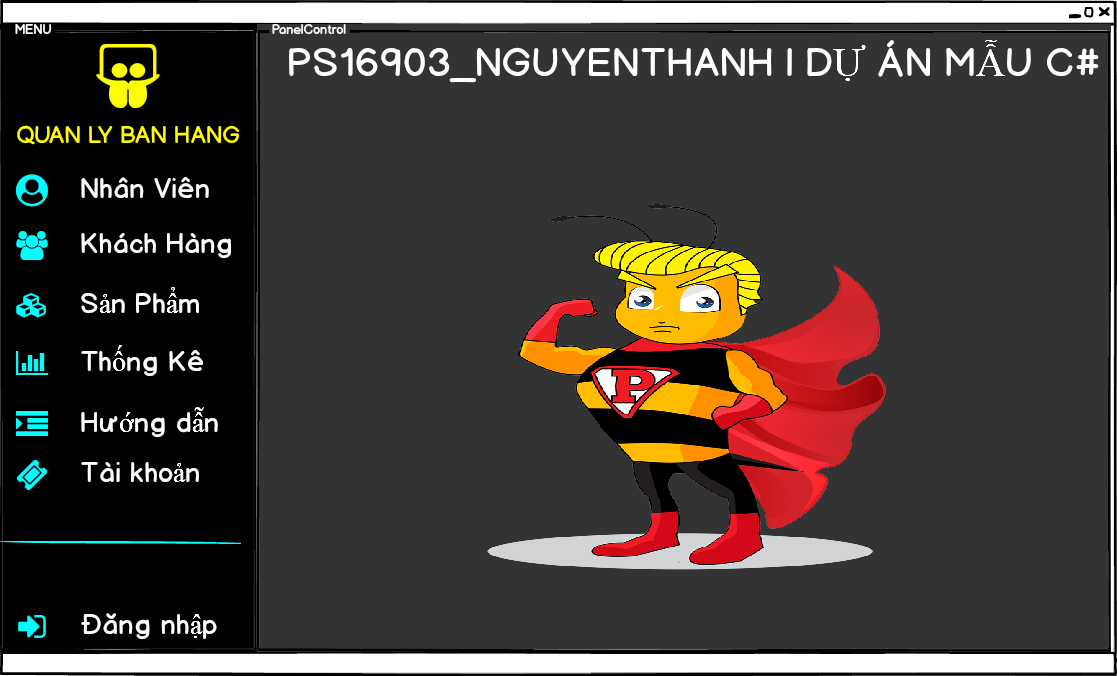 MENU
PanelControl
PS16903_NGUYENTHANH | DỰ ÁN MẪU C#
QUAN LY BAN HANG
Nhân Viên
Khách Hàng
Sản Phẩm
Thống Kê
Hướng dẫn
Tài khoản
Đăng nhập
P